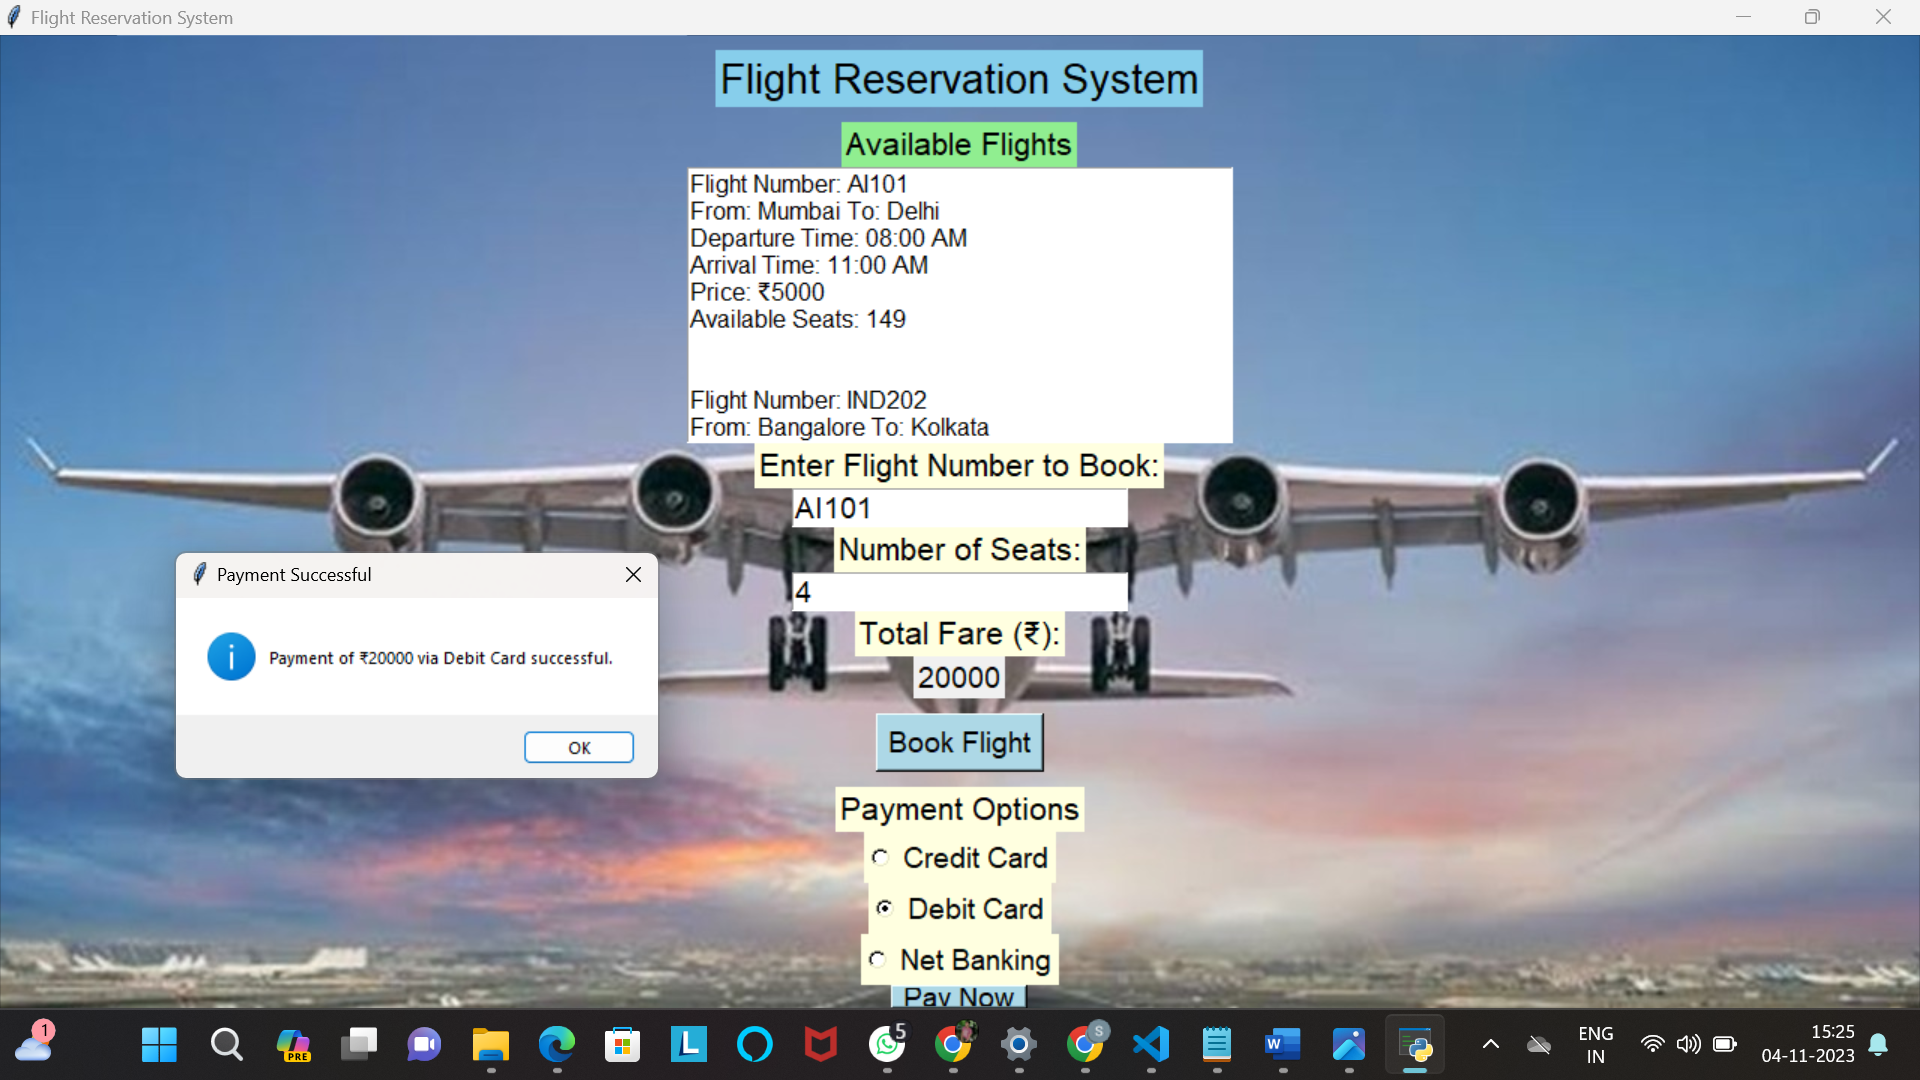 Flight Reservation System
Flight Reservation System
Available Flights
Flight Number: AI101
From: Mumbai To: Delhi
Departure Time: 08:00 AM
Arrival Time: 11:00 AM
Price: ₹5000
Available Seats: 149
Flight Number: IND202
From: Bangalore To: Kolkata
Enter Flight Number to Book:
AI101
Number of Seats:
4
Total Fare (₹):
20000
Book Flight
Payment Successful
Payment of ₹20000 via Debit Card successful.
OK
Payment Options
Credit Card
Debit Card
Net Banking
Pay Now
1
PRE
L
5
S
W
ENG
IN
15:25
04-11-2023